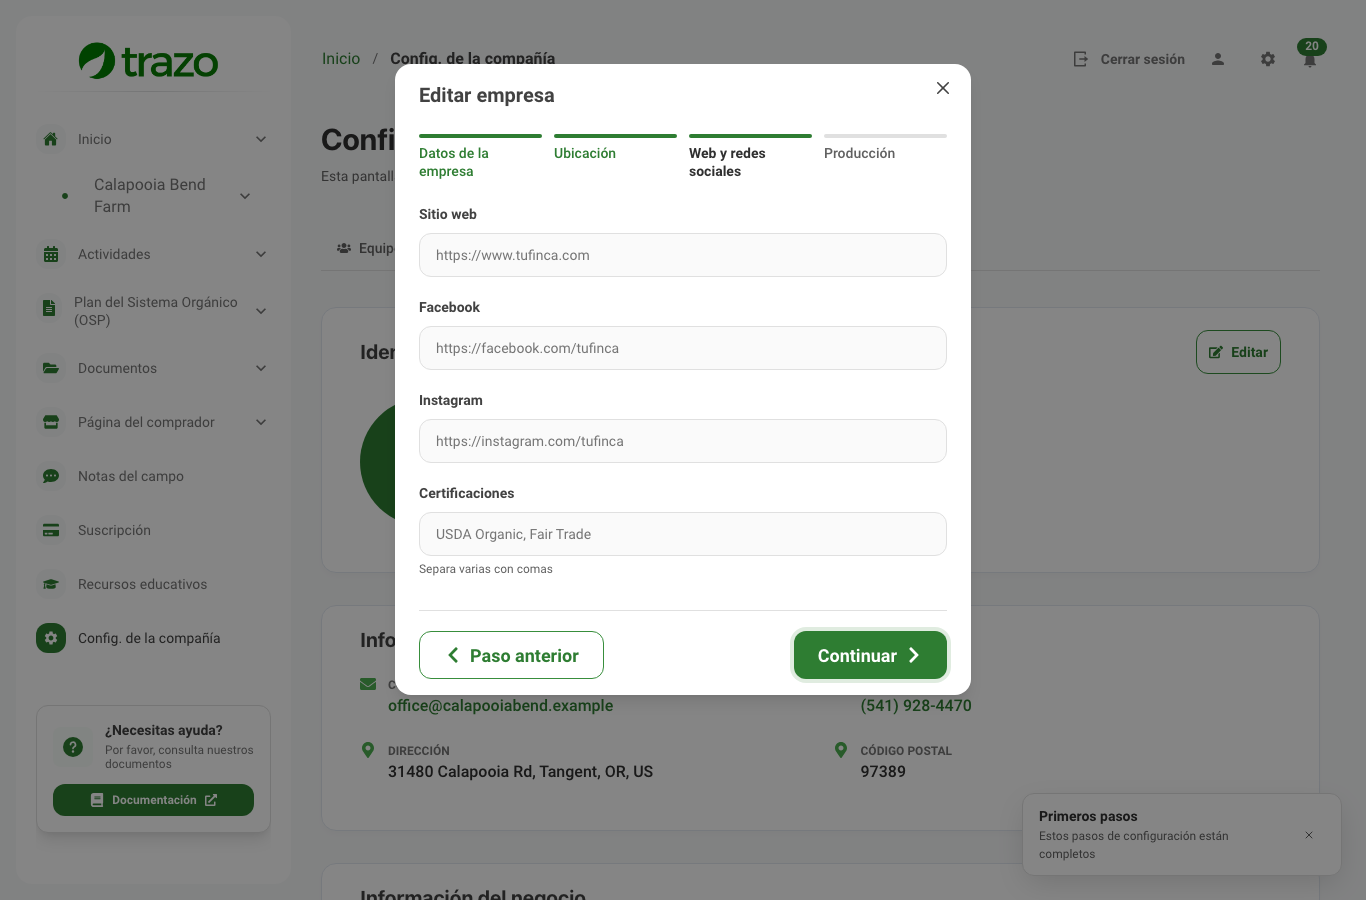 trazo
Inicio
Calapooia Bend
Farm
Actividades
Plan del Sistema Orgánico
(OSP)
Documentos
Página del comprador
Notas del campo
Suscripción
Recursos educativos
Config. de la compañía
¿Necesitas ayuda?
Por favor, consulta nuestros
documentos
Documentación
Inicio / Config. de la compañía
Cerrar sesión
20
Confi
Esta pantall
Equip
Editar
office@calapooiabend.example
(541) 928-4470
DIRECCIÓN
31480 Calapooia Rd, Tangent, OR, US
CÓDIGO POSTAL
97389
Información del negocio
Editar empresa
Datos de la
empresa
Ubicación
Web y redes
sociales
Producción
Sitio web
https://www.tufinca.com
Facebook
https://facebook.com/tufinca
Instagram
https://instagram.com/tufinca
Certificaciones
USDA Organic, Fair Trade
Separa varias con comas
Paso anterior
Continuar
Primeros pasos
Estos pasos de configuración están
completos